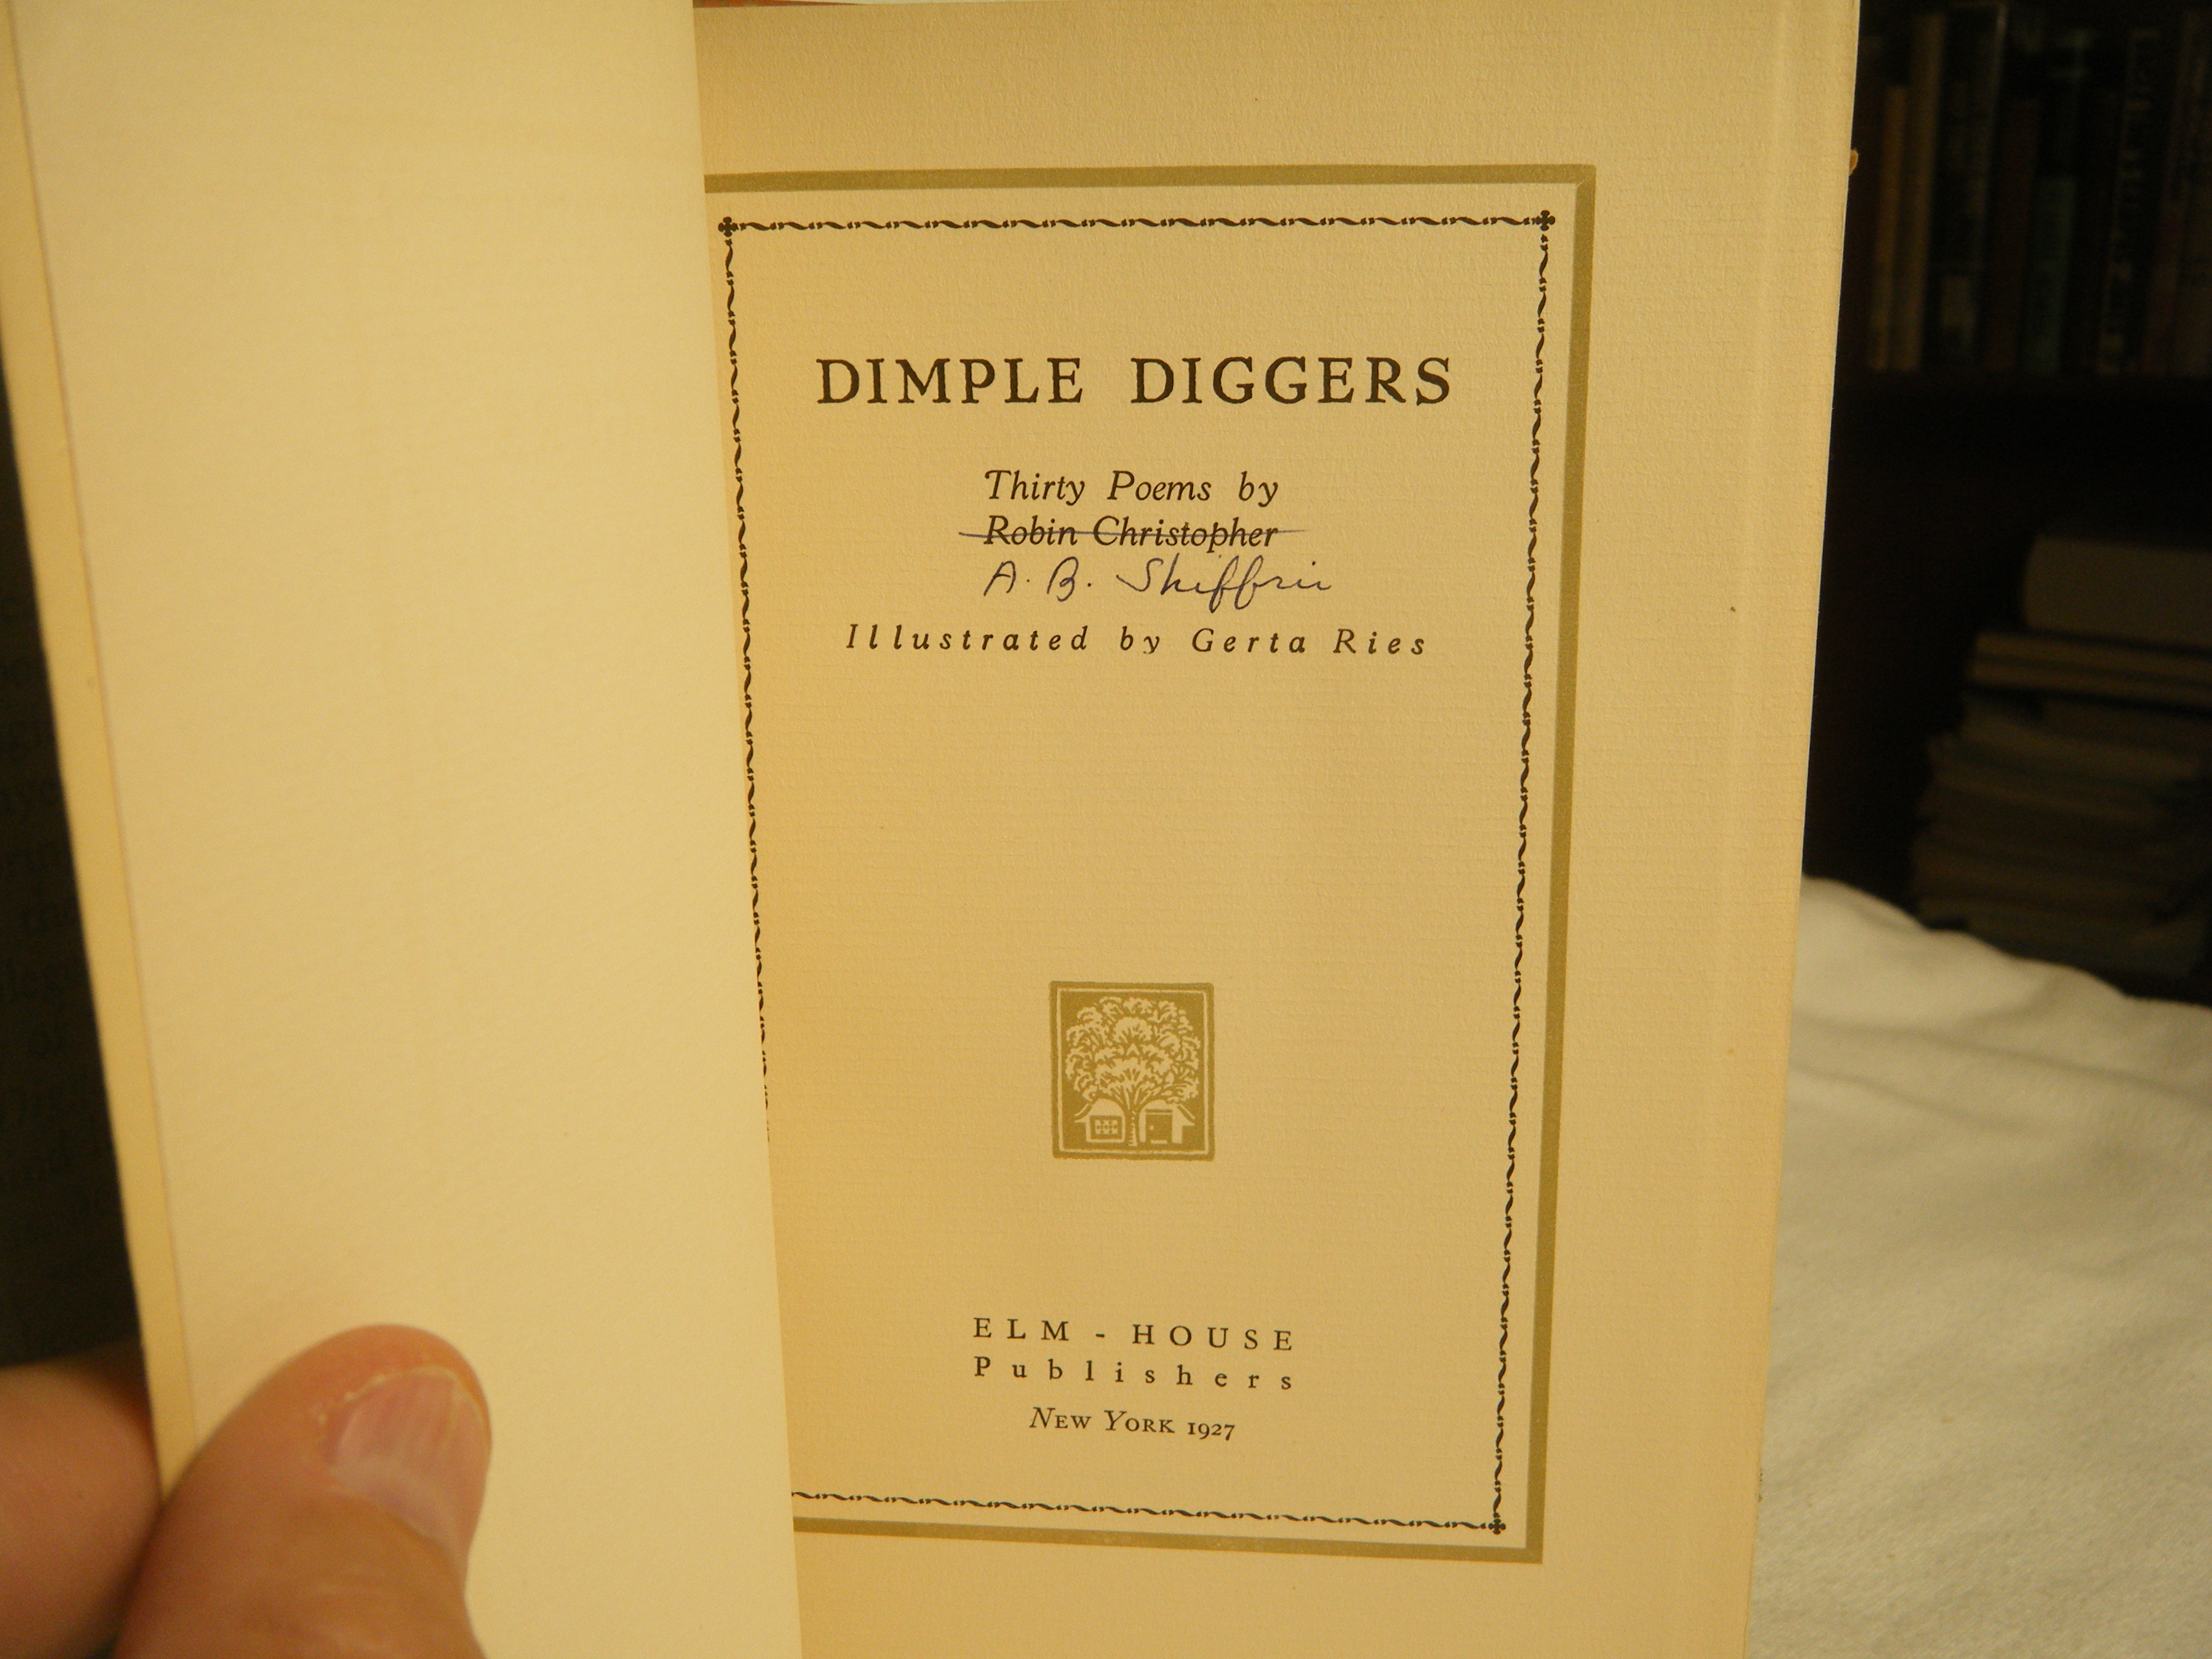 DIMPLE DIGGERS
Thirty Poems by
Robin Christopher
A. B. Shiffrin
Illustrated by Gerta Ries
ELM - HOUSE
Publishers
NEW YORK 1927